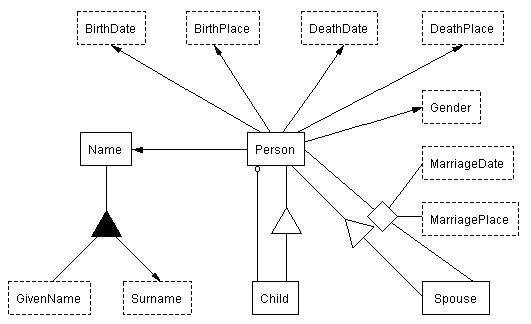 BirthDate
BirthPlace
DeathDate
DeathPlace
Gender
Name
Person
MarriageDate
MarriagePlace
GivenName
Surname
Child
Spouse